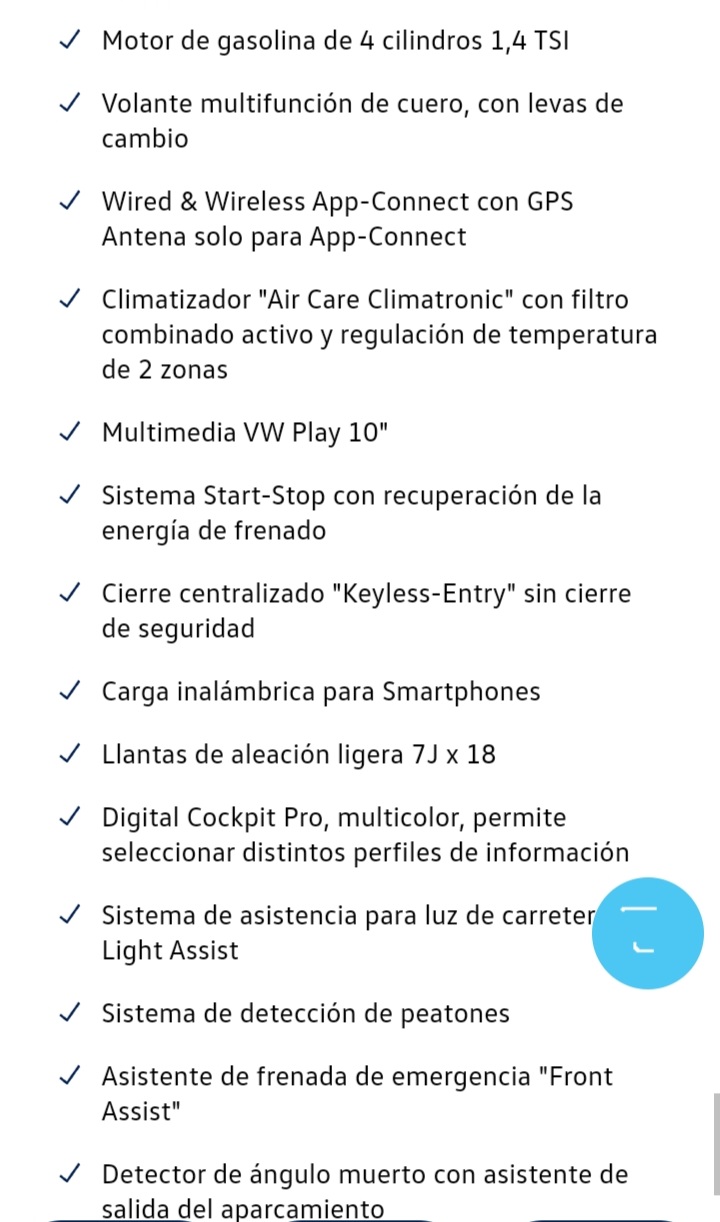 Motor de gasolina de 4 cilindros 1,4 TSI
Volante multifunción de cuero, con levas de
cambio
Wired & Wireless App-Connect con GPS
Antena solo para App-Connect
Climatizador "Air Care Climatronic" con filtro
combinado activo y regulación de temperatura
de 2 zonas
Multimedia VW Play 10"
Sistema Start-Stop con recuperación de la
energía de frenado
Cierre centralizado "Keyless-Entry" sin cierre
de seguridad
Carga inalámbrica para Smartphones
Llantas de aleación ligera 7J x 18
Digital Cockpit Pro, multicolor, permite
seleccionar distintos perfiles de información
Sistema de asistencia para luz de carreter
Light Assist
Sistema de detección de peatones
Asistente de frenada de emergencia "Front
Assist"
Detector de ángulo muerto con asistente de
salida del aparcamiento